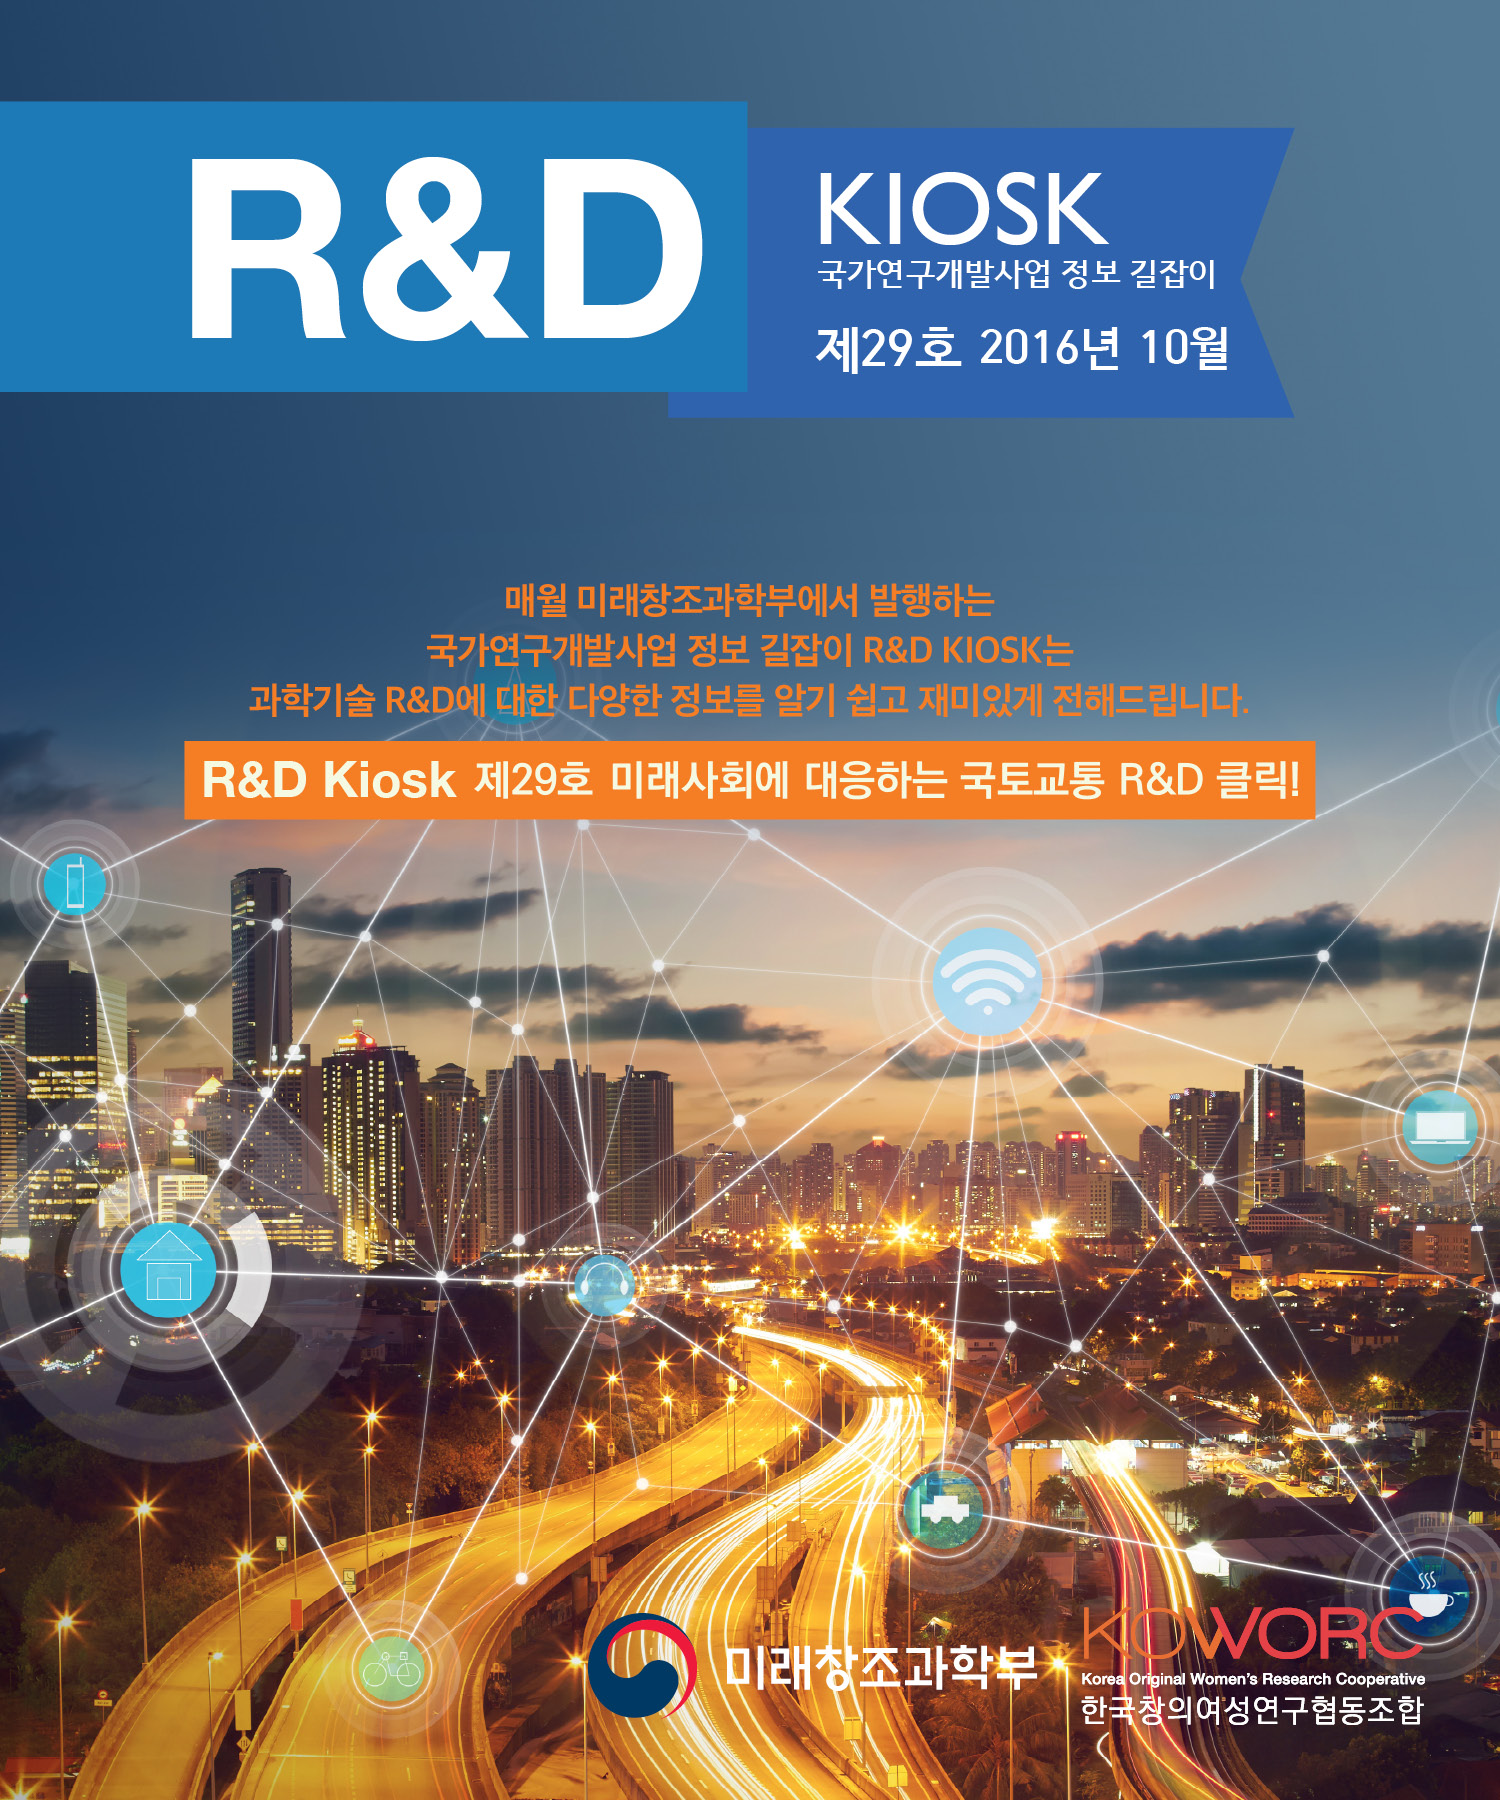 R&D
KIOSK
국가연구개발사업 정보 길잡이
제29호 2016년 10월
매월 미래창조과학부에서 발행하는
국가연구개발사업 정보 길잡이 R&D KIOSK는
과학기술 R&D에 대한 다양한 정보를 알기 쉽고 재미있게 전해드립니다.
R&D Kiosk 제29호 미래사회에 대응하는 국토교통 R&D 클릭!
미래창조과학부
KOWORC
Korea Original Women's Research Cooperative
한국창의여성연구협동조합